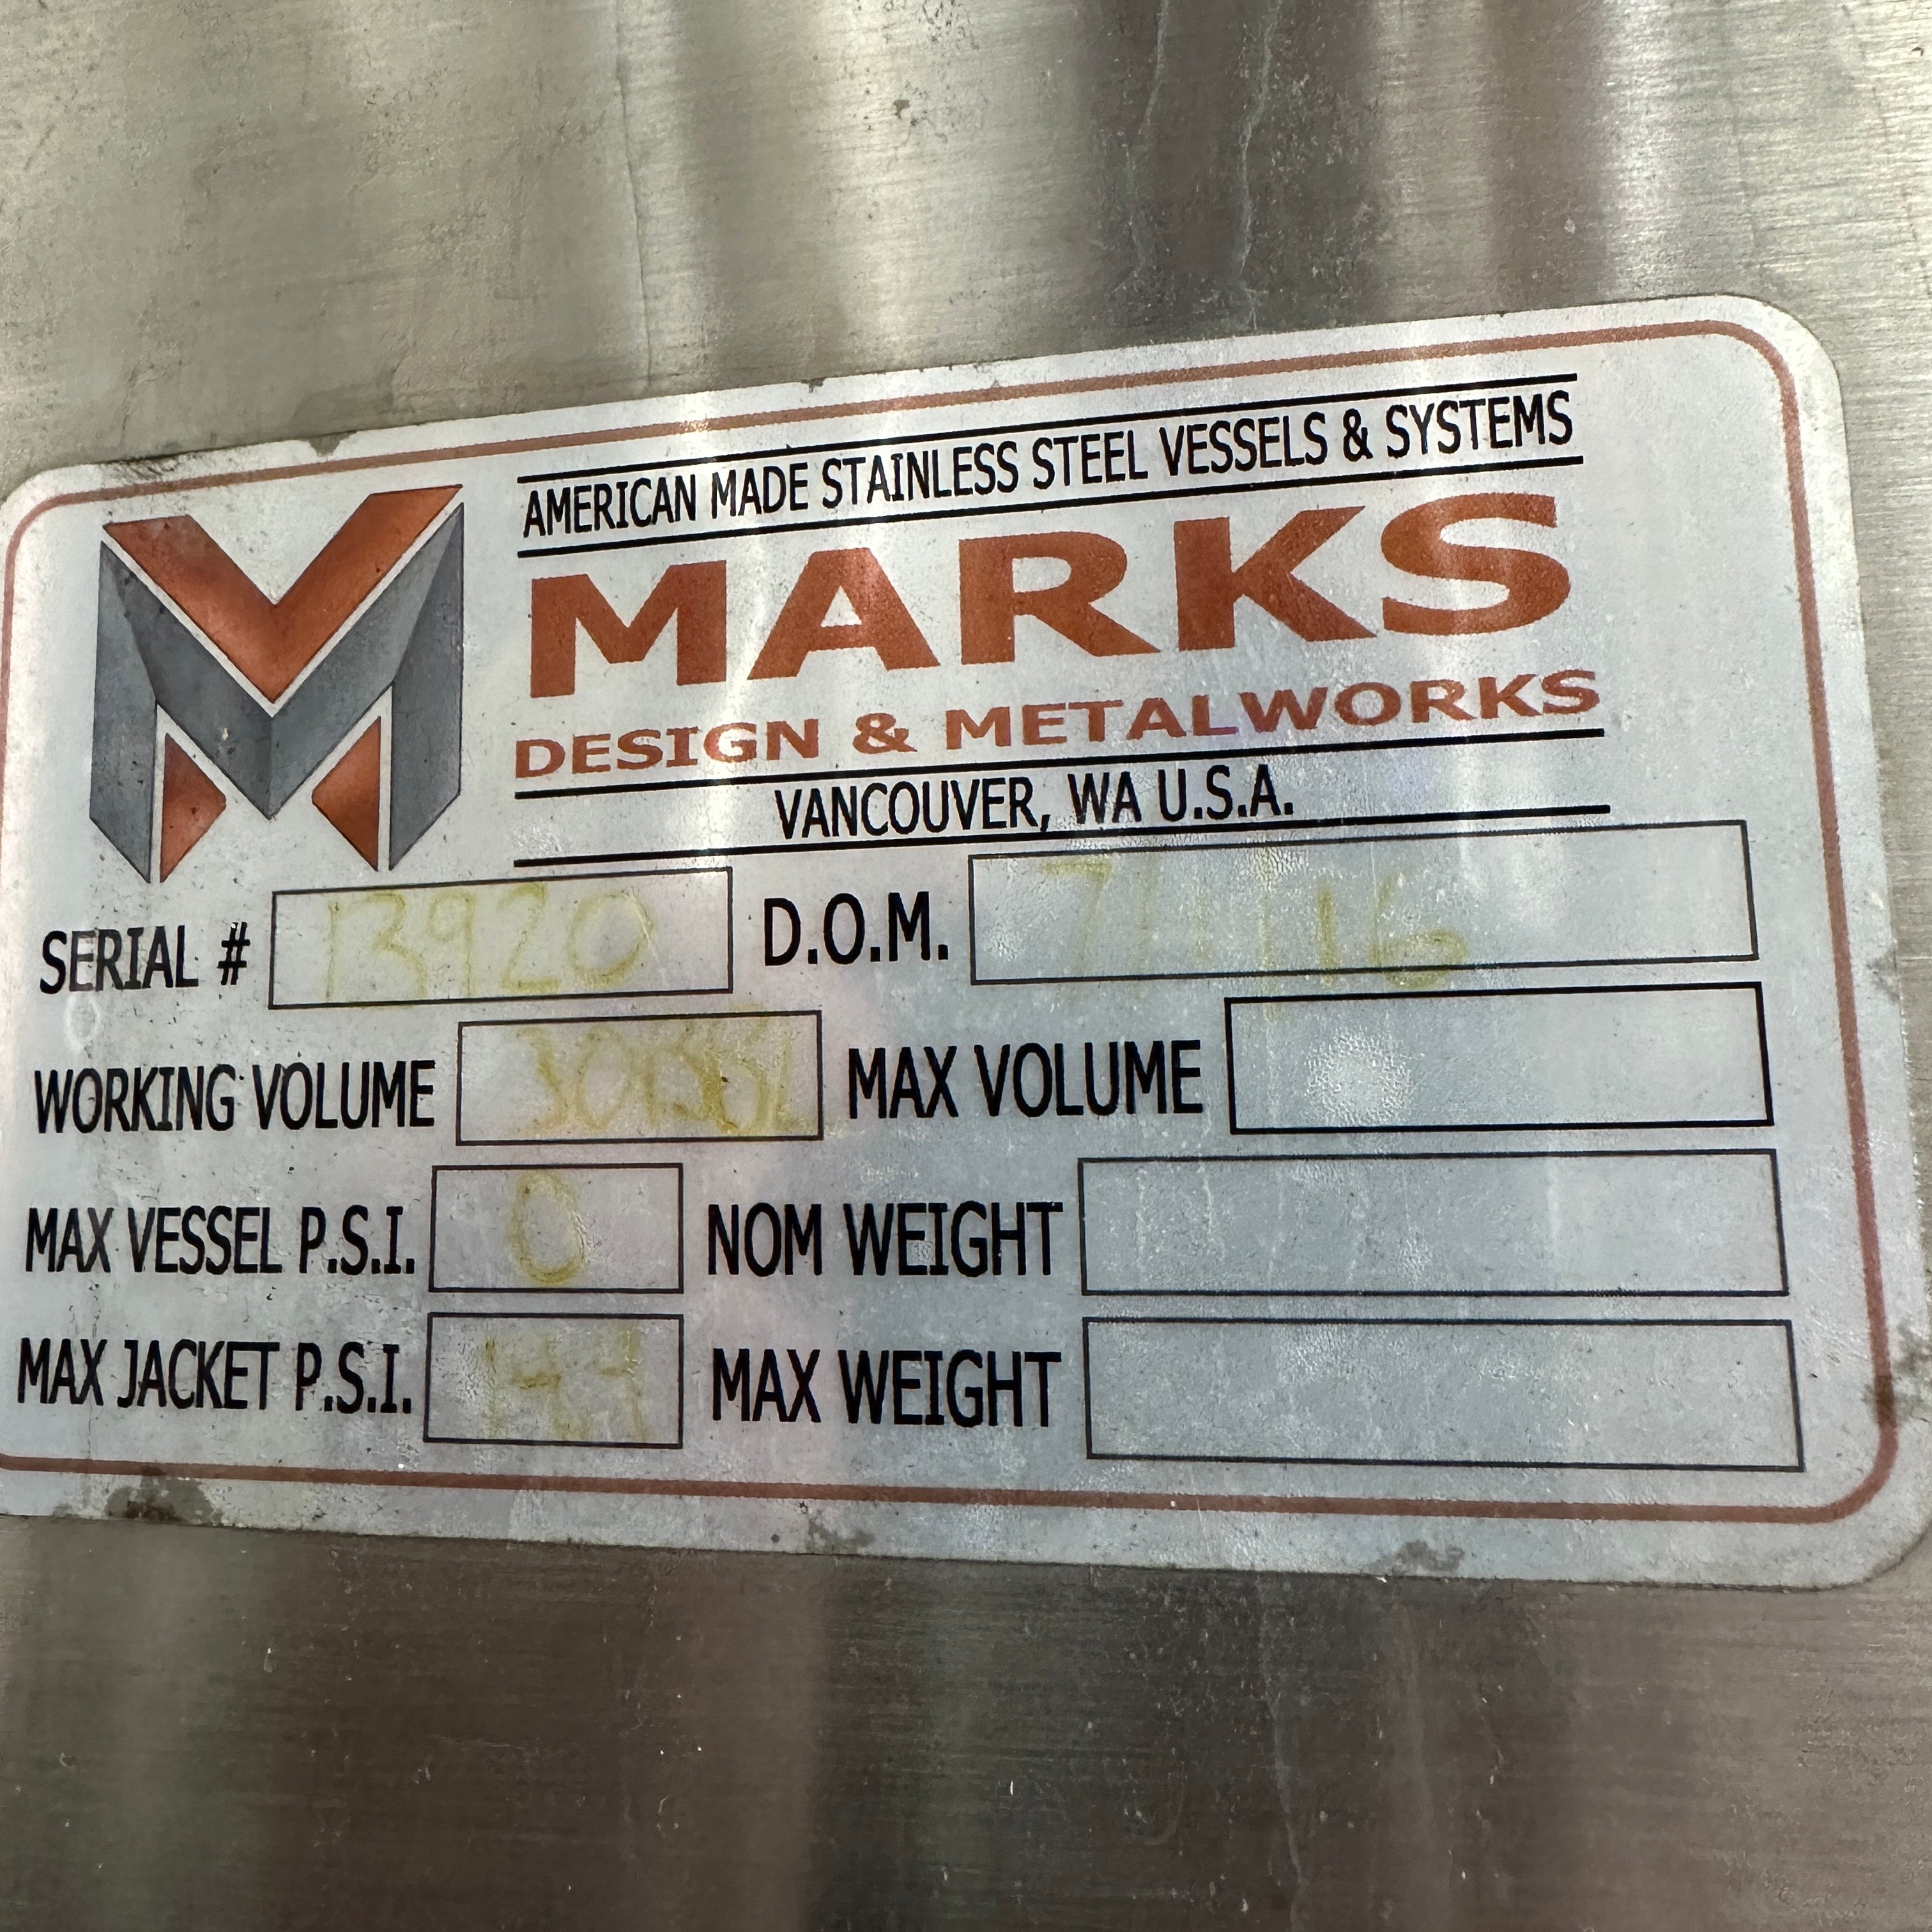 AMERICAN MADE STAINLESS STEEL VESSELS & SYSTEMS
MARKS
DESIGN & METALWORKS
VANCOUVER, WA U.S.A.
SERIAL # 13920 D.O.M.
WORKING VOLUME 30BBL MAX VOLUME
MAX VESSEL P.S.I. 0 NOM WEIGHT
MAX JACKET P.S.I. MAX WEIGHT